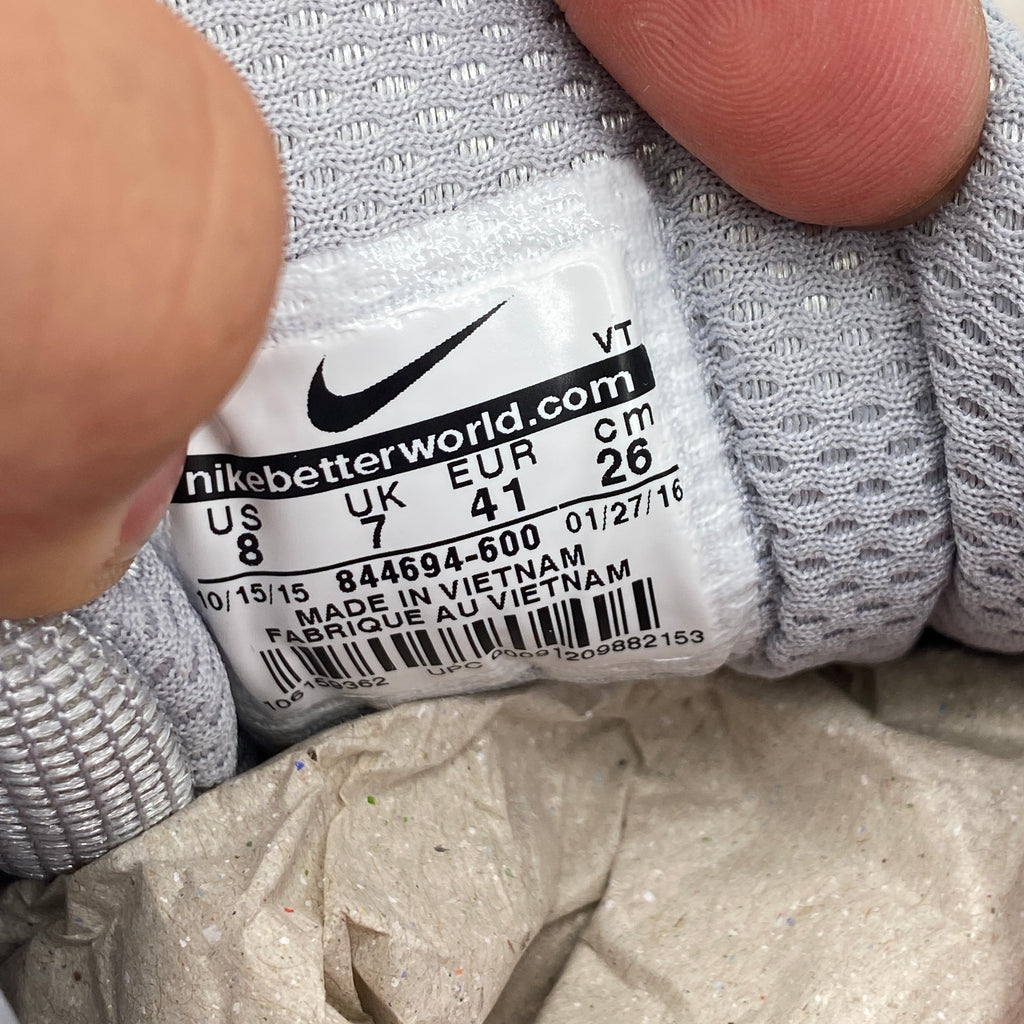 VT
nikebetterworld.com
US UK EUR cm
8 7 41 26
10/15/15 844694-600 01/27/16
MADE IN VIETNAM
FABRIQUE AU VIETNAM
UPC 00091209882153